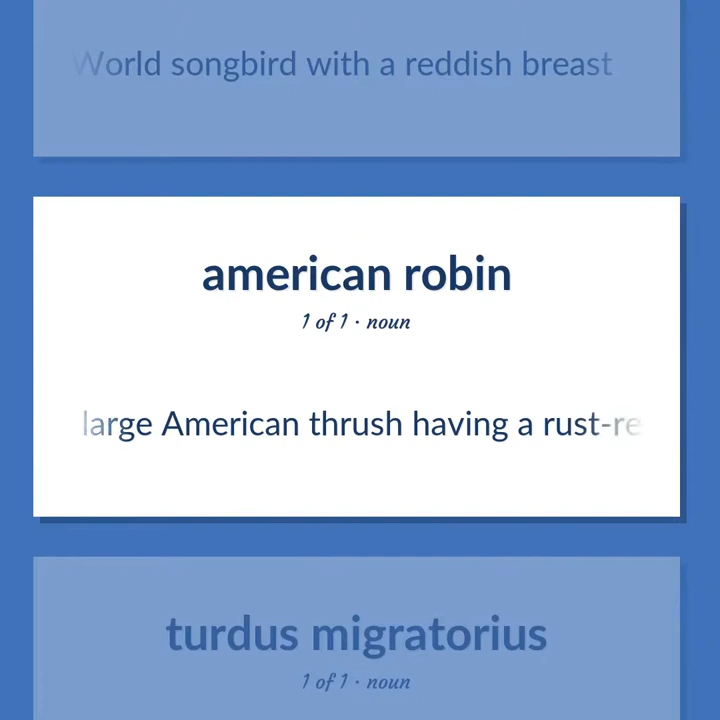 World songbird with a reddish breast
american robin
1 of 1 · noun
large American thrush having a rust-re
turdus migratorius
1 of 1 · noun